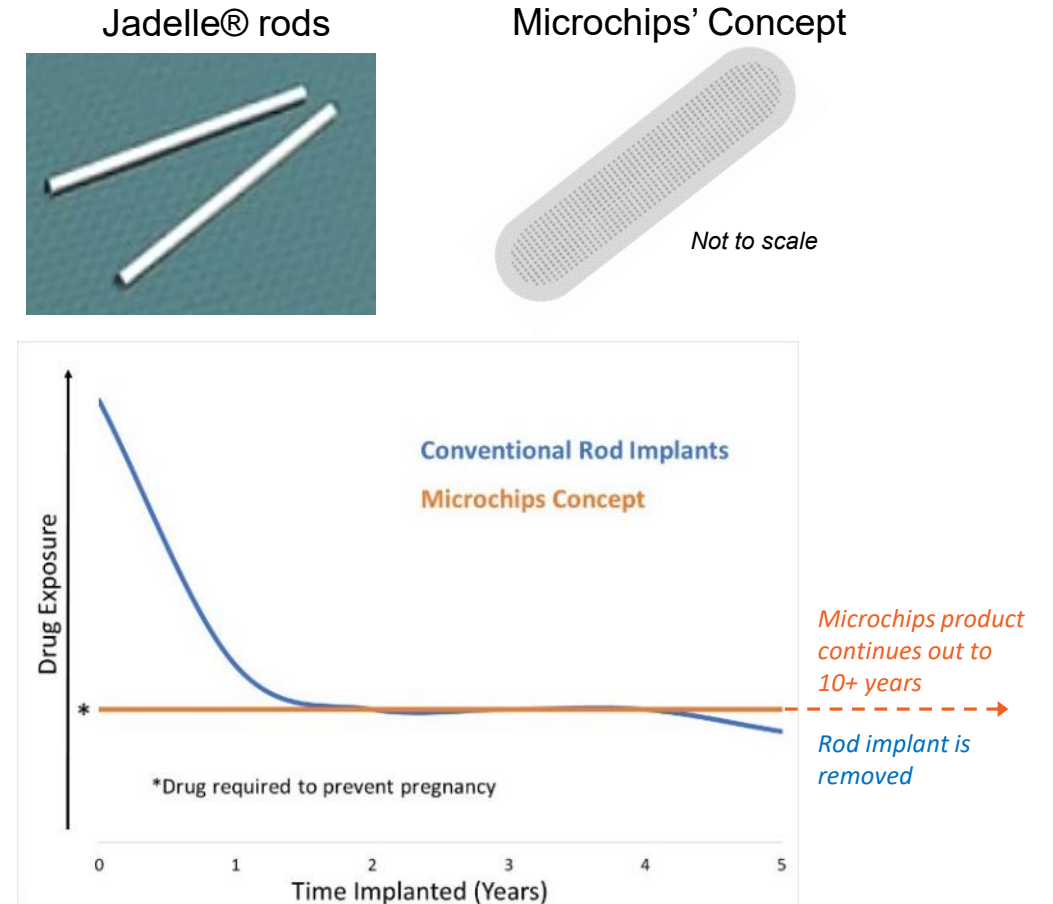 Jadelle® rods
Microchips’ Concept
Not to scale
Conventional Rod Implants
Microchips Concept
Drug Exposure
*
*Drug required to prevent pregnancy
0 1 2 3 4 5
Time Implanted (Years)
Microchips product
continues out to
10+ years
Rod implant is
removed